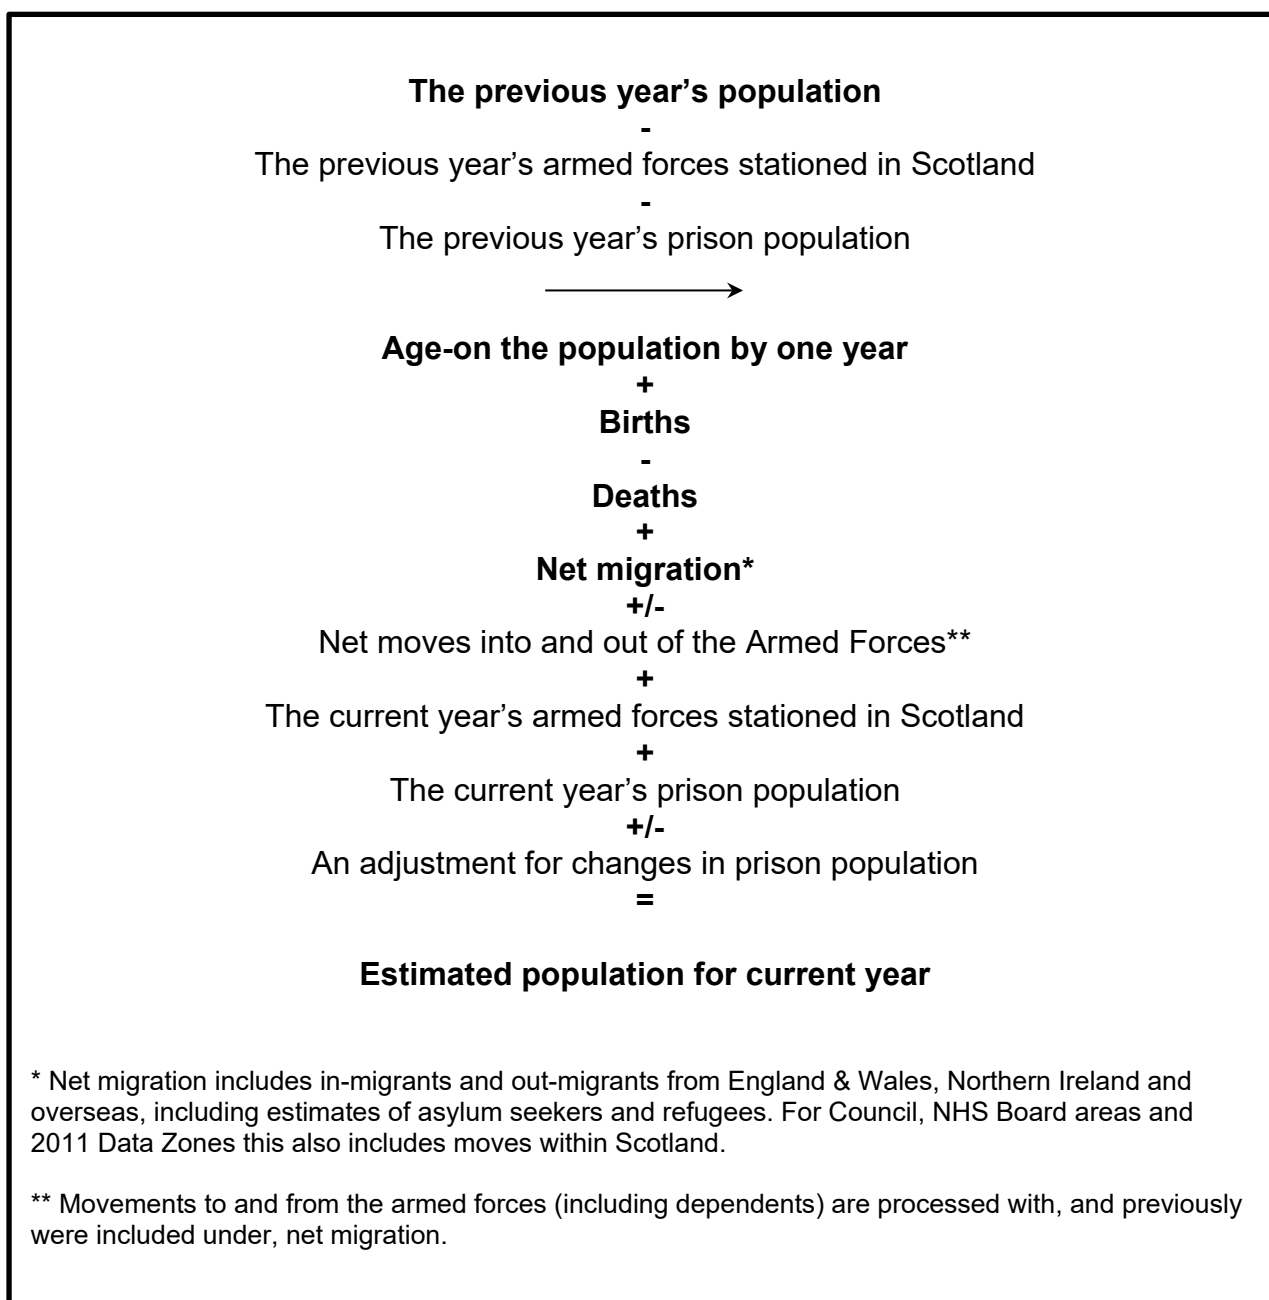 The previous year’s population
-
The previous year’s armed forces stationed in Scotland
-
The previous year’s prison population
Age-on the population by one year
+
Births
-
Deaths
+
Net migration*
+/-
Net moves into and out of the Armed Forces**
+
The current year’s armed forces stationed in Scotland
+
The current year’s prison population
+/-
An adjustment for changes in prison population
=
Estimated population for current year
* Net migration includes in-migrants and out-migrants from England & Wales, Northern Ireland and
overseas, including estimates of asylum seekers and refugees. For Council, NHS Board areas and
2011 Data Zones this also includes moves within Scotland.
** Movements to and from the armed forces (including dependents) are processed with, and previously
were included under, net migration.